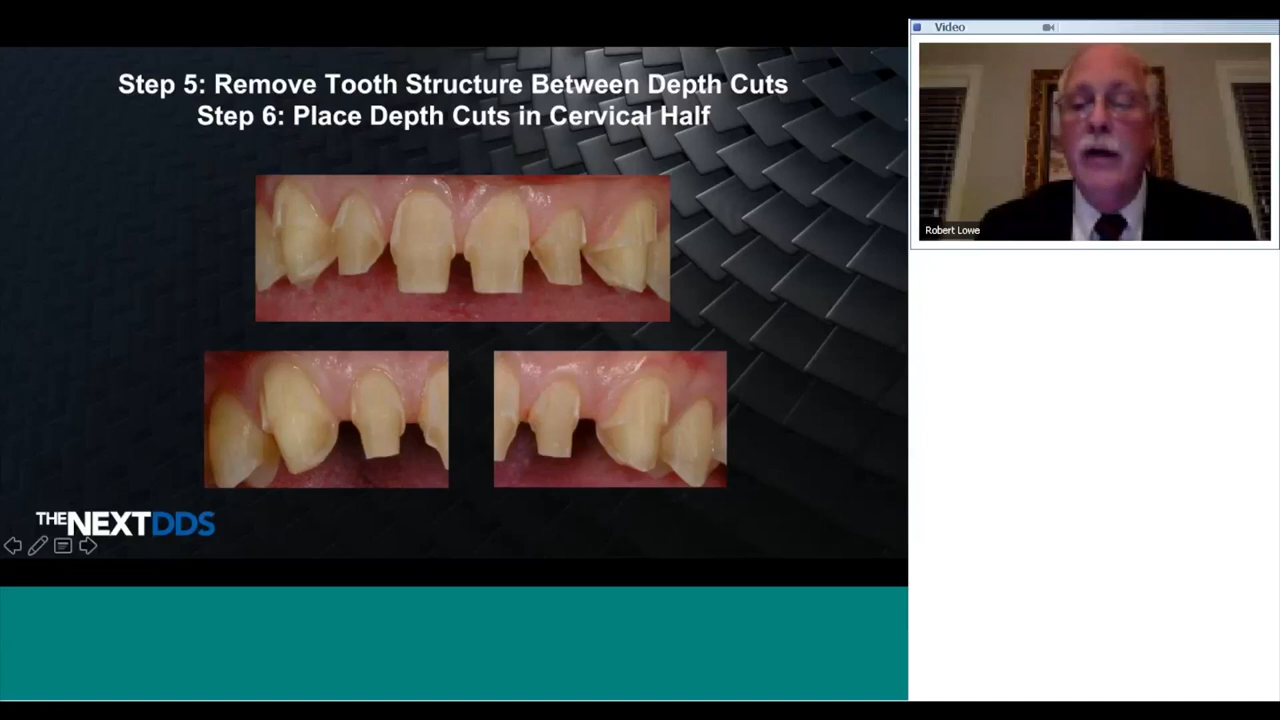 Step 5: Remove Tooth Structure Between Depth Cuts
Step 6: Place Depth Cuts in Cervical Half
THENEXTDDS
Video
Robert Lowe